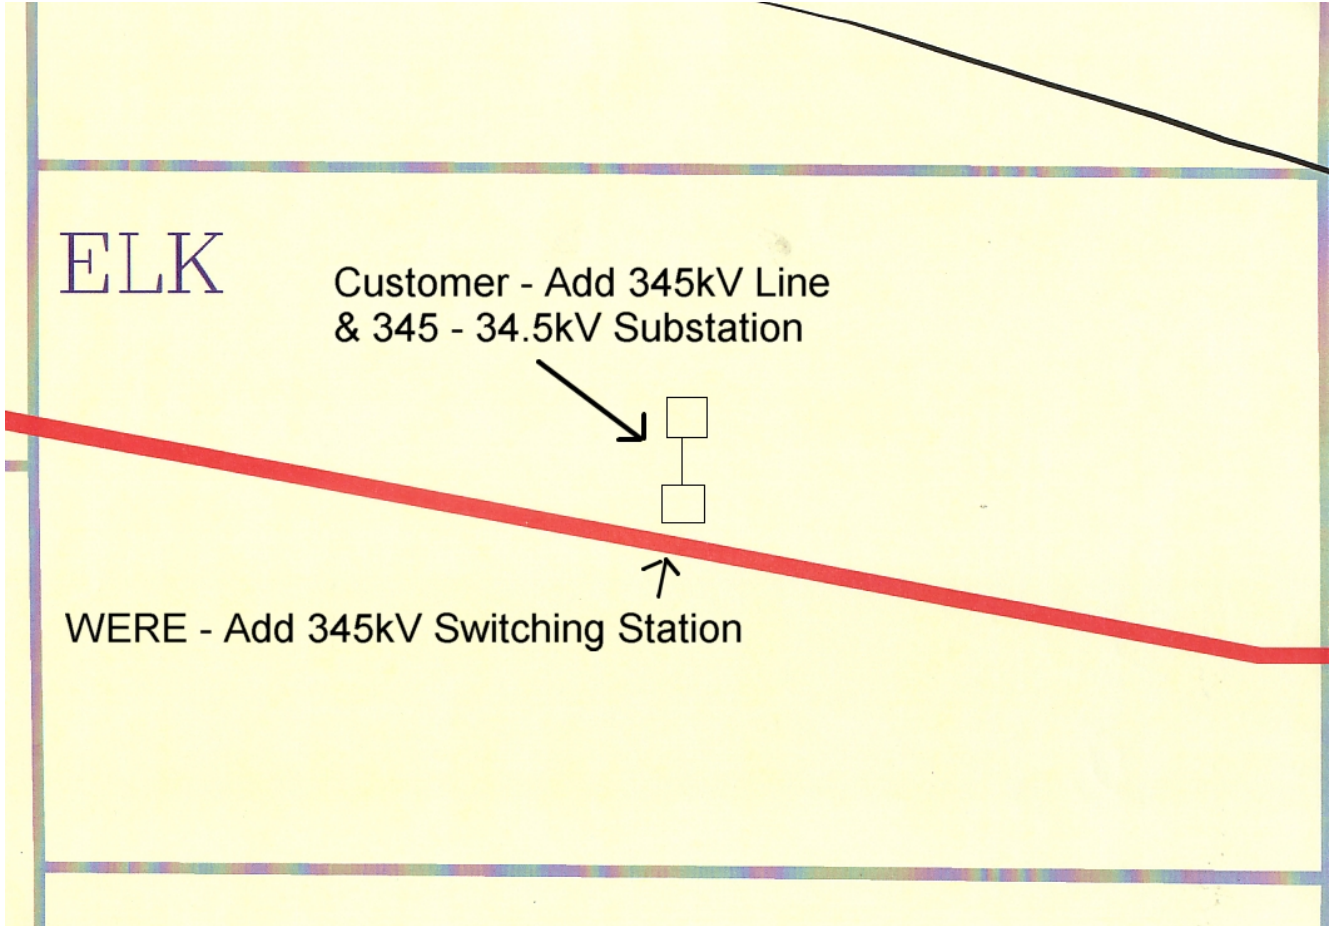 ELK
Customer - Add 345kV Line
& 345 - 34.5kV Substation
WERE - Add 345kV Switching Station